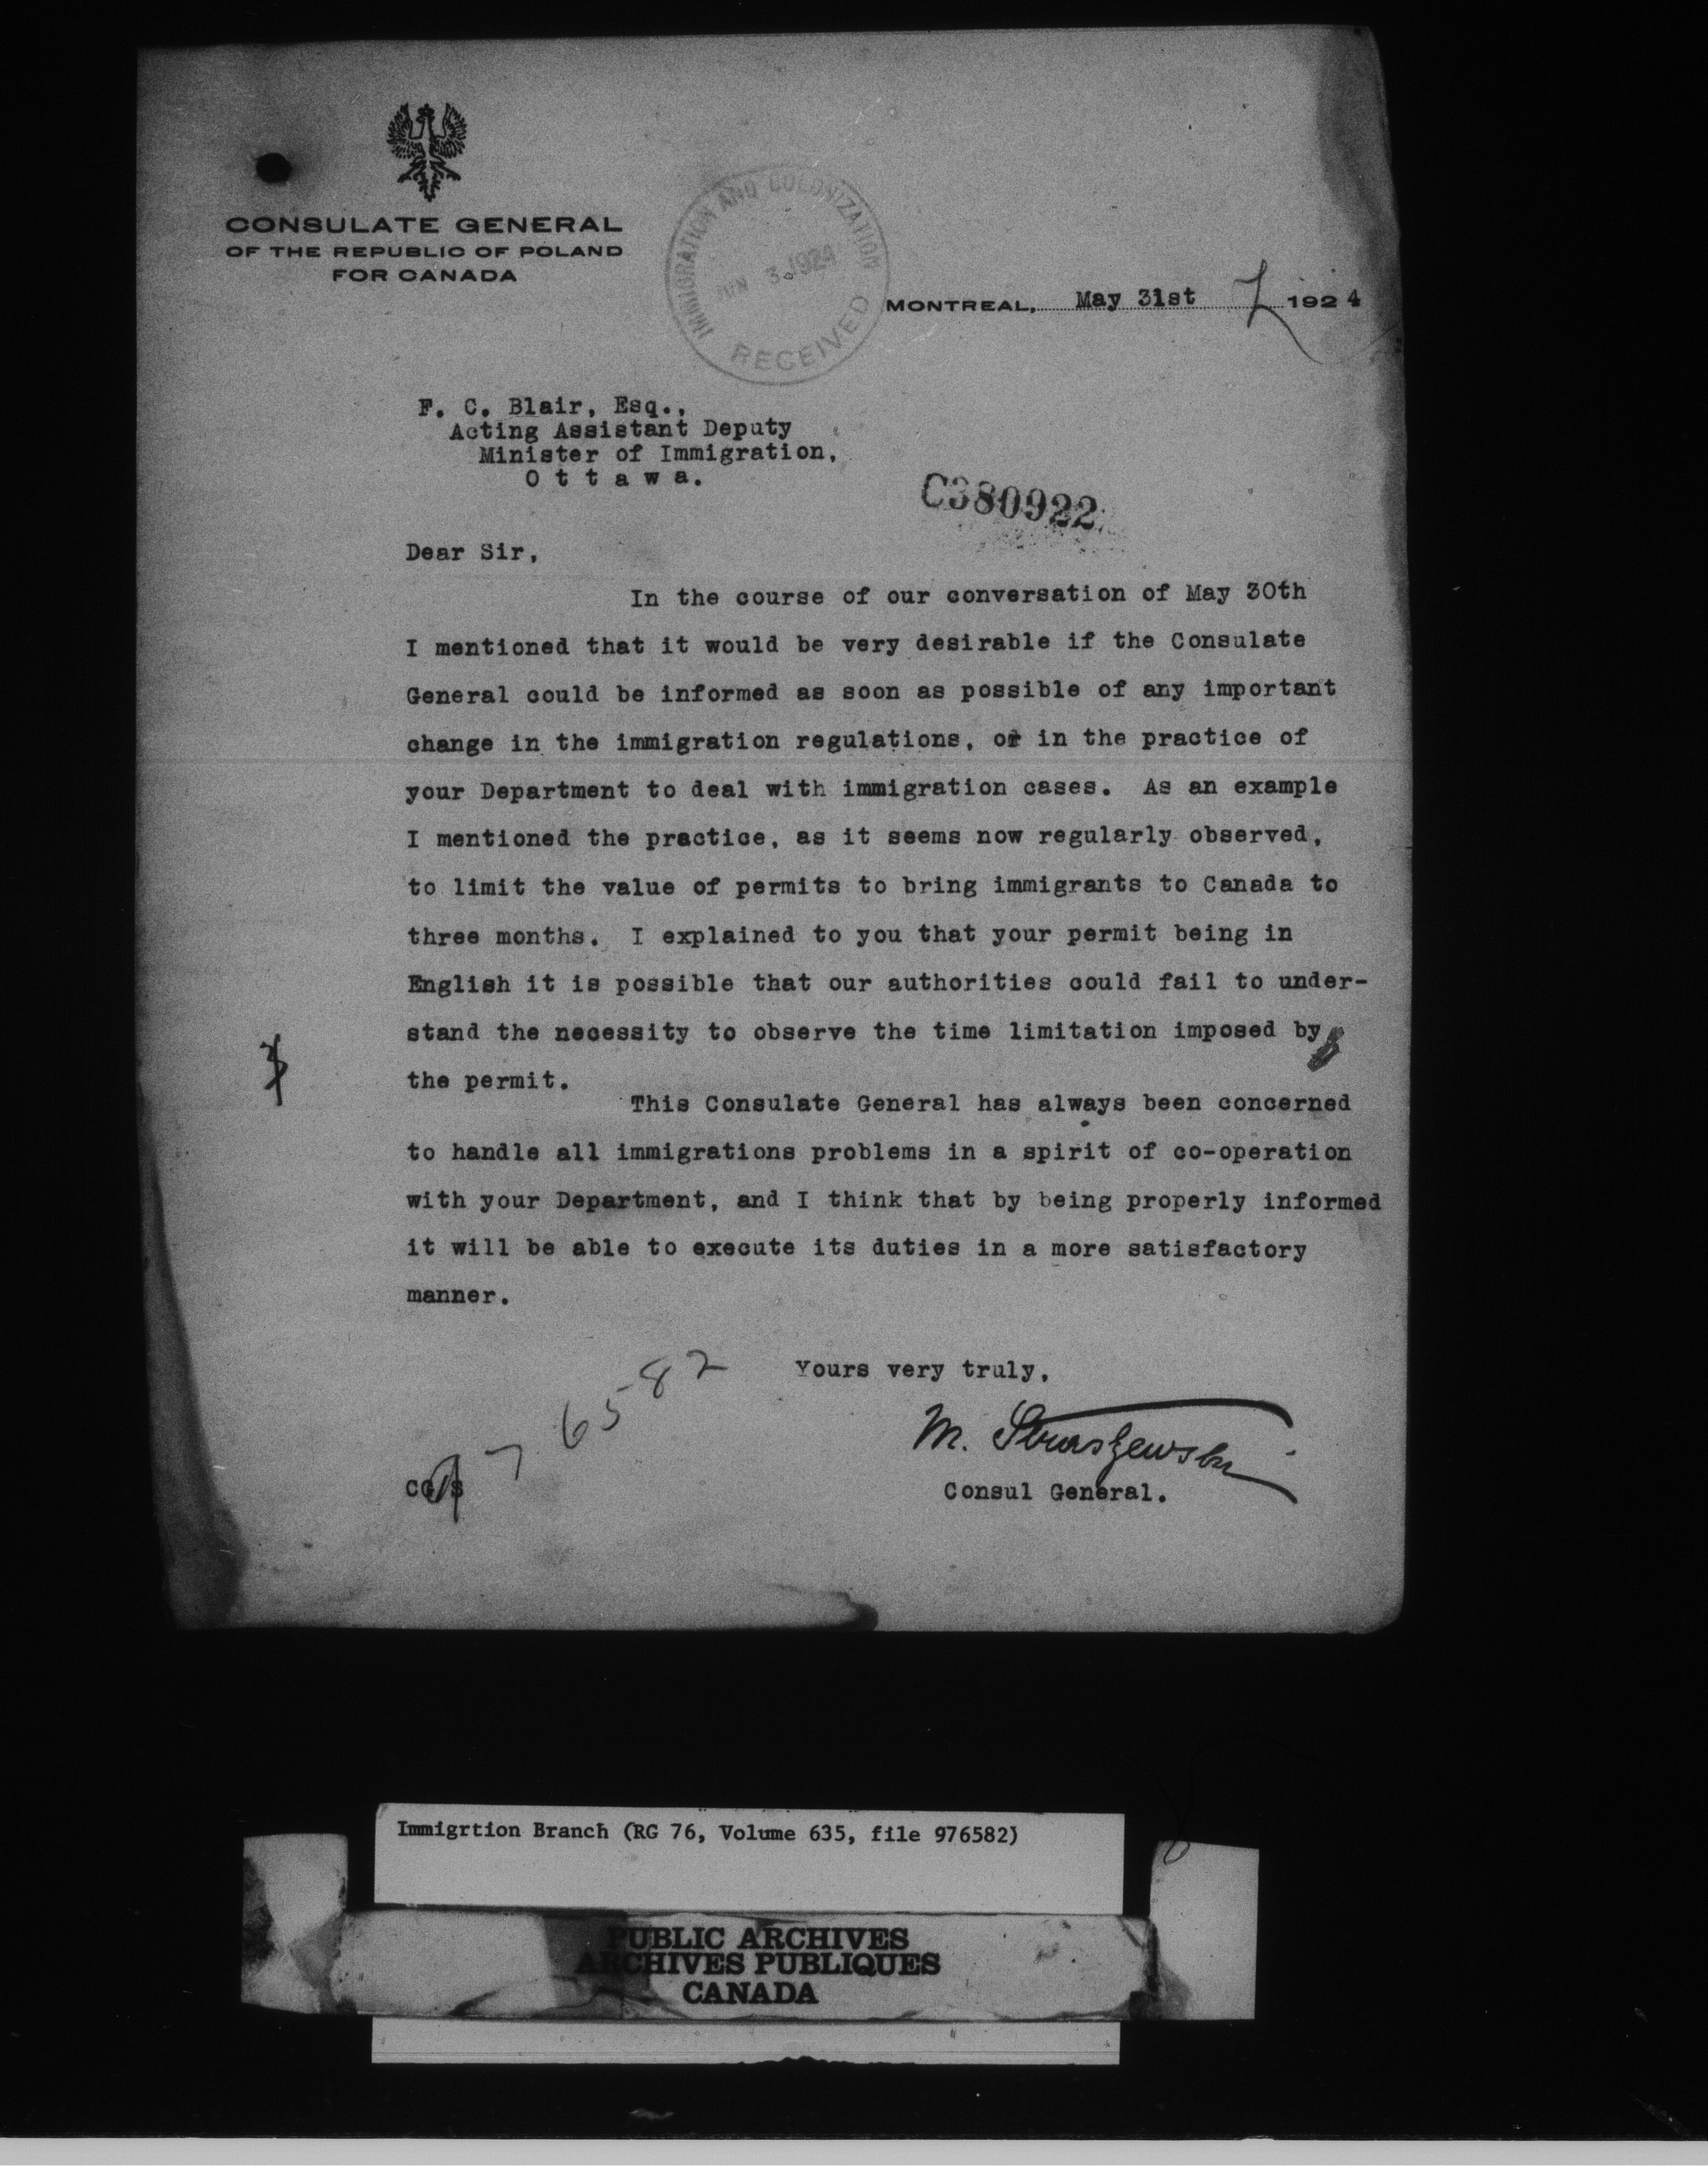 CONSULATE GENERAL
OF THE REPUBLIC OF POLAND
FOR CANADA
IMMIGRATION AND COLONIZATION
JUN 3 1924
RECEIVED
MONTREAL, May 31st 1924
F. C. Blair, Esq.,
Acting Assistant Deputy
Minister of Immigration,
O t t a w a.
C380922
Dear Sir,
In the course of our conversation of May 30th
I mentioned that it would be very desirable if the Consulate
General could be informed as soon as possible of any important
change in the immigration regulations, or in the practice of
your Department to deal with immigration cases. As an example
I mentioned the practice, as it seems now regularly observed,
to limit the value of permits to bring immigrants to Canada to
three months. I explained to you that your permit being in
English it is possible that our authorities could fail to under-
stand the necessity to observe the time limitation imposed by
the permit.
This Consulate General has always been concerned
to handle all immigrations problems in a spirit of co-operation
with your Department, and I think that by being properly informed
it will be able to execute its duties in a more satisfactory
manner.
Yours very truly,
M. Straszewski
Consul General.
97 6582
CG/S
Immigrtion Branch (RG 76, Volume 635, file 976582)
PUBLIC ARCHIVES
ARCHIVES PUBLIQUES
CANADA